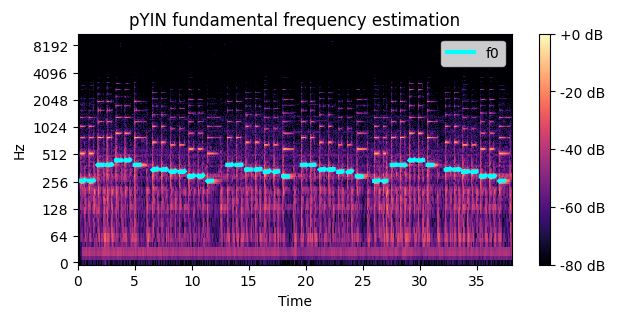 pYIN fundamental frequency estimation
f0
Hz
8192
4096
2048
1024
512
256
128
64
0
0
5
10
15
20
25
30
35
Time
+0 dB
-20 dB
-40 dB
-60 dB
-80 dB